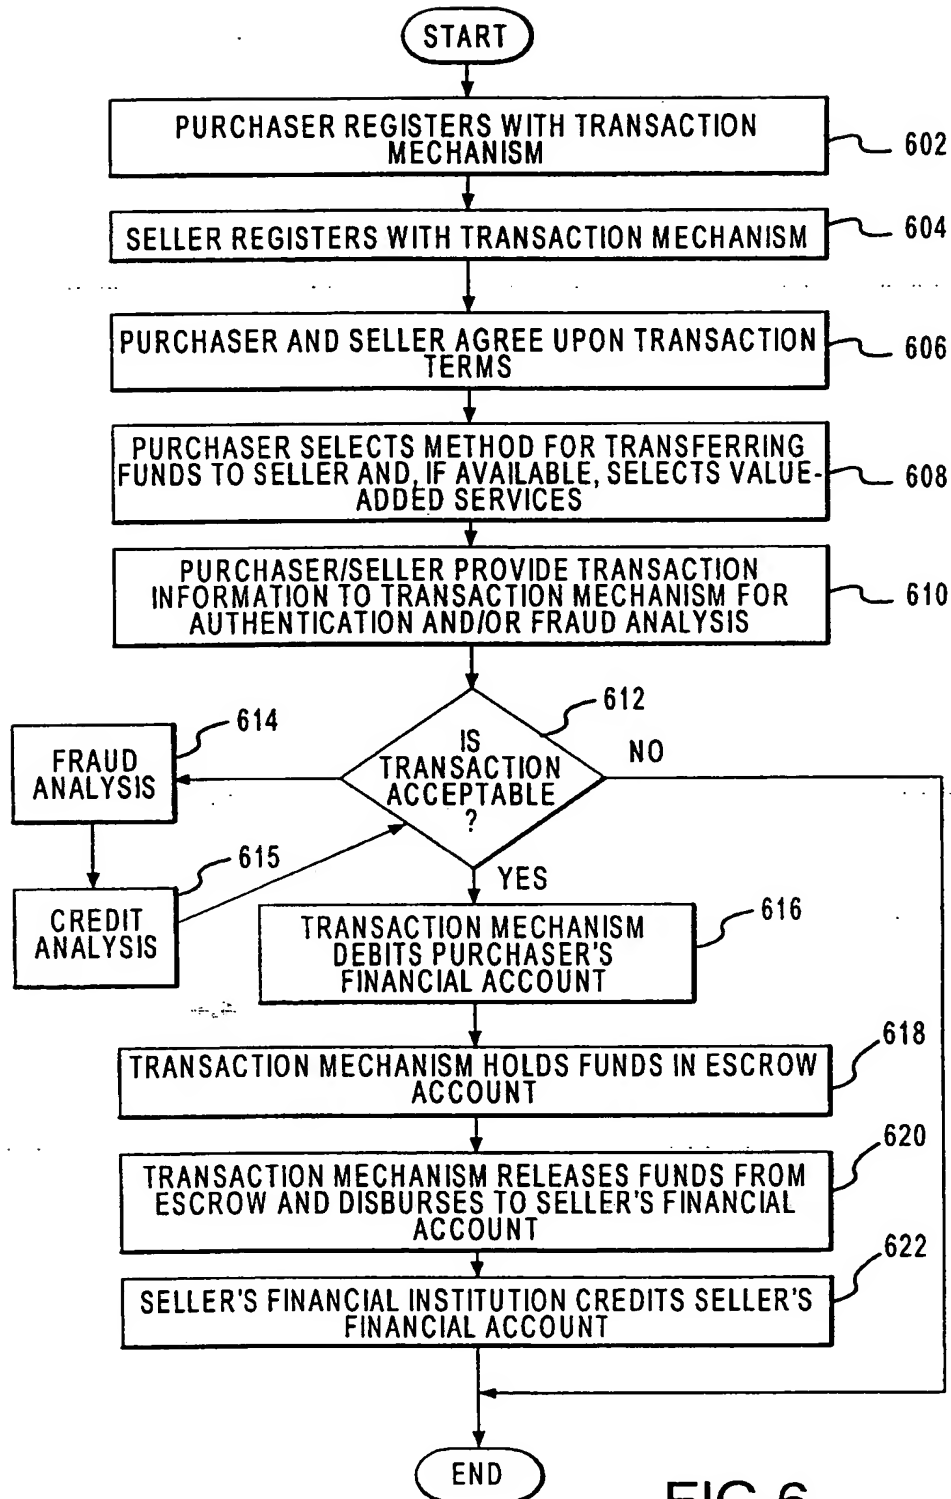 START
PURCHASER REGISTERS WITH TRANSACTION
MECHANISM
602
SELLER REGISTERS WITH TRANSACTION MECHANISM
604
PURCHASER AND SELLER AGREE UPON TRANSACTION
TERMS
606
PURCHASER SELECTS METHOD FOR TRANSFERRING
FUNDS TO SELLER AND, IF AVAILABLE, SELECTS VALUE-
ADDED SERVICES
608
PURCHASER/SELLER PROVIDE TRANSACTION
INFORMATION TO TRANSACTION MECHANISM FOR
AUTHENTICATION AND/OR FRAUD ANALYSIS
610
612
IS
TRANSACTION
ACCEPTABLE
?
NO
614
FRAUD
ANALYSIS
615
CREDIT
ANALYSIS
YES
TRANSACTION MECHANISM
DEBITS PURCHASER'S
FINANCIAL ACCOUNT
616
TRANSACTION MECHANISM HOLDS FUNDS IN ESCROW
ACCOUNT
618
TRANSACTION MECHANISM RELEASES FUNDS FROM
ESCROW AND DISBURSES TO SELLER'S FINANCIAL
ACCOUNT
620
SELLER'S FINANCIAL INSTITUTION CREDITS SELLER'S
FINANCIAL ACCOUNT
622
END
FIG.6